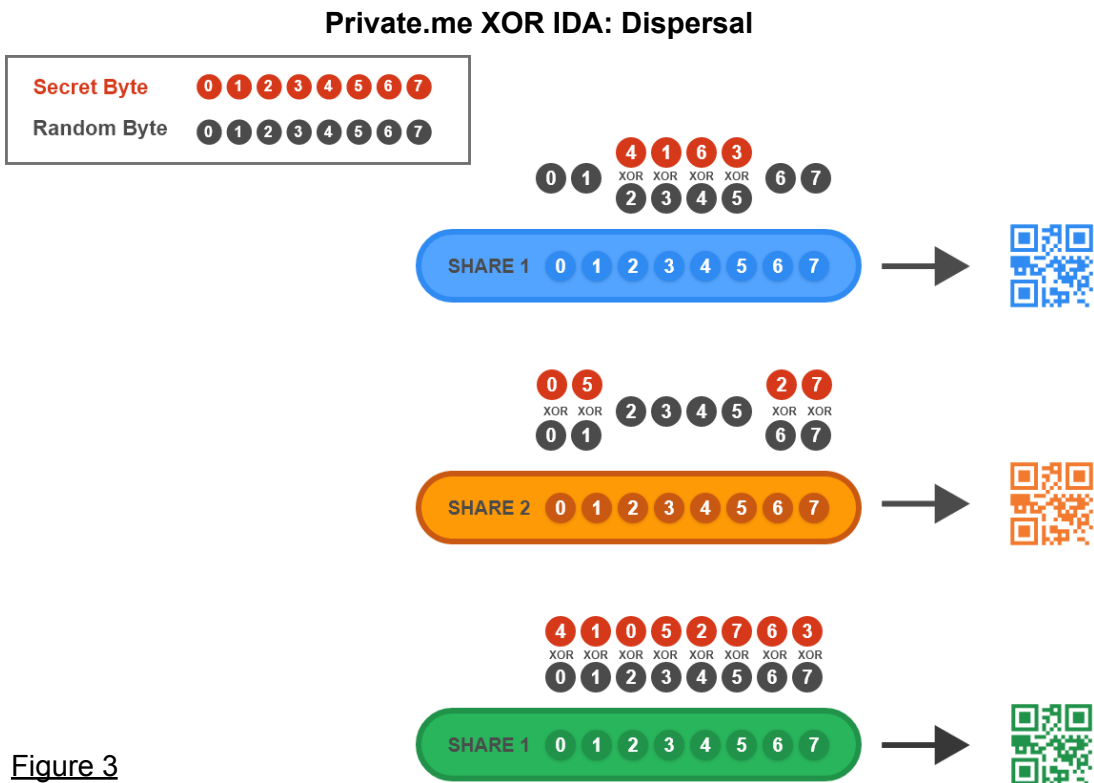 Private.me XOR IDA: Dispersal
Secret Byte 0 1 2 3 4 5 6 7
Random Byte 0 1 2 3 4 5 6 7
4 1 6 3
0 1 XOR XOR XOR XOR 6 7
2 3 4 5
SHARE 1 0 1 2 3 4 5 6 7
0 5 2 7
XOR XOR 2 3 4 5 XOR XOR
0 1 6 7
SHARE 2 0 1 2 3 4 5 6 7
4 1 0 5 2 7 6 3
XOR XOR XOR XOR XOR XOR XOR XOR
0 1 2 3 4 5 6 7
SHARE 1 0 1 2 3 4 5 6 7
Figure 3